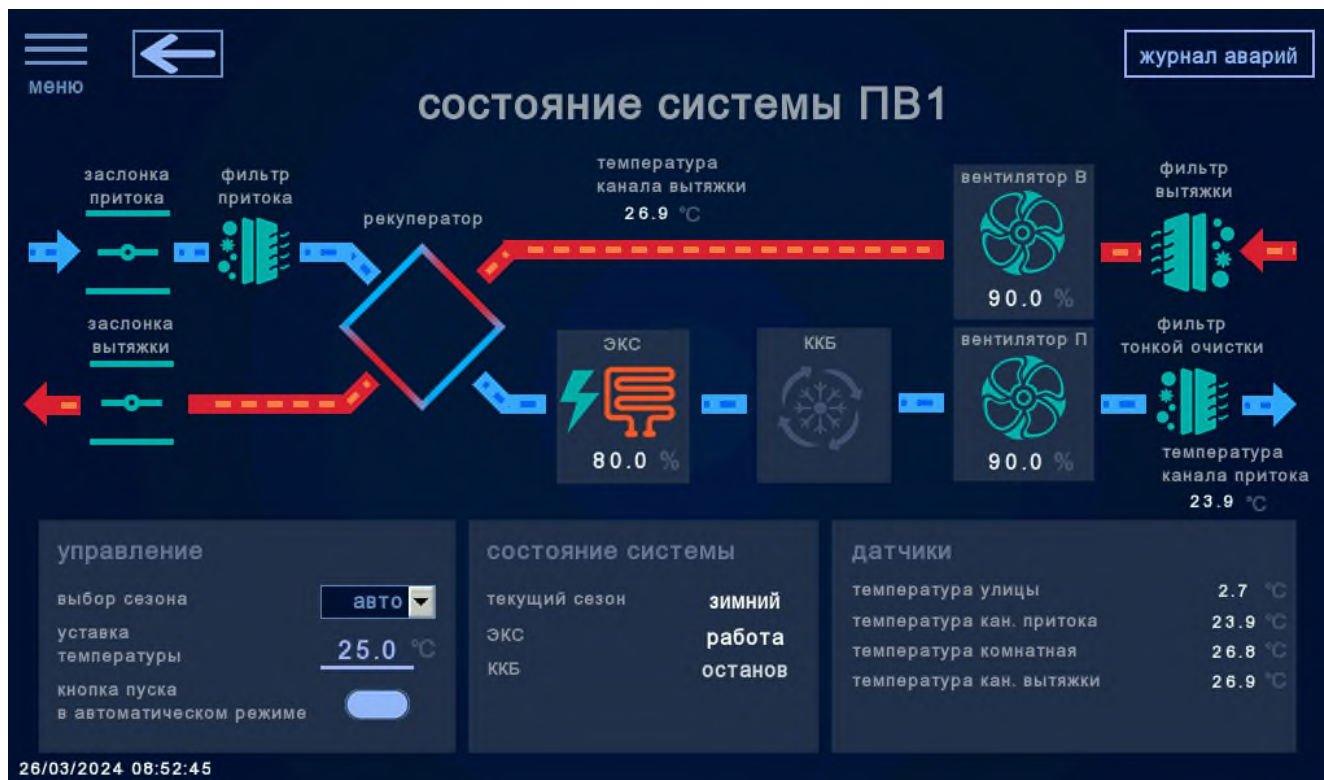 меню
журнал аварий
состояние системы ПВ1
заслонка
притока
фильтр
притока
рекуператор
температура
канала вытяжки
26.9 °C
вентилятор В
90.0 %
фильтр
вытяжки
заслонка
вытяжки
ЭКС
80.0 %
ККБ
вентилятор П
90.0 %
фильтр
тонкой очистки
температура
канала притока
23.9 °C
управление
выбор сезона авто
уставка
температуры 25.0 °C
кнопка пуска
в автоматическом режиме
состояние системы
текущий сезон зимний
ЭКС работа
ККБ останов
датчики
температура улицы 2.7 °C
температура кан. притока 23.9 °C
температура комнатная 26.8 °C
температура кан. вытяжки 26.9 °C
26/03/2024 08:52:45